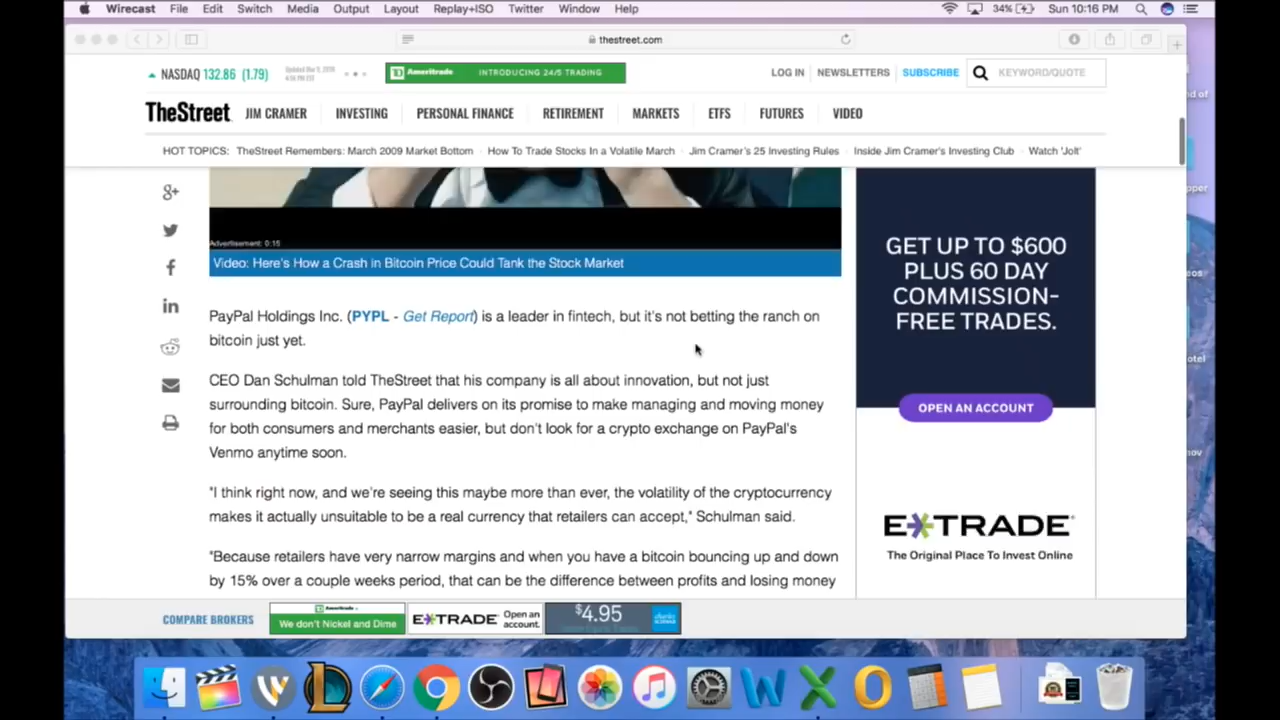 Wirecast File Edit Switch Media Output Layout Replay+ISO Twitter Window Help 34% Sun 10:16 PM
thestreet.com
NASDAQ 132.86 (1.79)
Ameritrade INTRODUCING 24/5 TRADING
LOG IN NEWSLETTERS SUBSCRIBE KEYWORD/QUOTE
TheStreet JIM CRAMER INVESTING PERSONAL FINANCE RETIREMENT MARKETS ETFS FUTURES VIDEO
HOT TOPICS: TheStreet Remembers: March 2009 Market Bottom How To Trade Stocks In a Volatile March Jim Cramer's 25 Investing Rules Inside Jim Cramer's Investing Club Watch 'Jolt'
Advertisement: 0:15
Video: Here's How a Crash in Bitcoin Price Could Tank the Stock Market
PayPal Holdings Inc. (PYPL - Get Report) is a leader in fintech, but it's not betting the ranch on
bitcoin just yet.
CEO Dan Schulman told TheStreet that his company is all about innovation, but not just
surrounding bitcoin. Sure, PayPal delivers on its promise to make managing and moving money
for both consumers and merchants easier, but don't look for a crypto exchange on PayPal's
Venmo anytime soon.
"I think right now, and we're seeing this maybe more than ever, the volatility of the cryptocurrency
makes it actually unsuitable to be a real currency that retailers can accept," Schulman said.
"Because retailers have very narrow margins and when you have a bitcoin bouncing up and down
by 15% over a couple weeks period, that can be the difference between profits and losing money
GET UP TO $600
PLUS 60 DAY
COMMISSION-
FREE TRADES.
OPEN AN ACCOUNT
E*TRADE
The Original Place To Invest Online
COMPARE BROKERS
Ameritrade
We don't Nickel and Dime
E*TRADE Open an
account.
$4.95